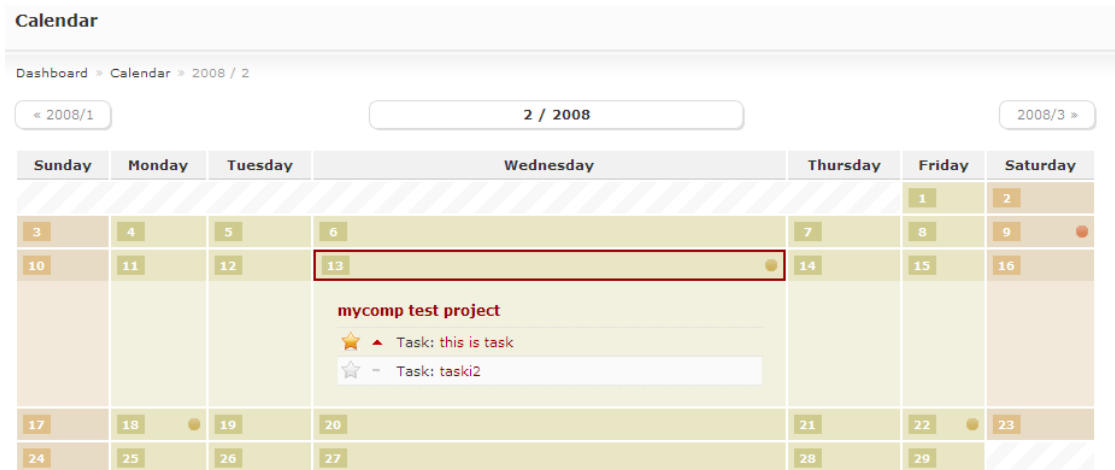 Calendar
Dashboard » Calendar » 2008 / 2
« 2008/1 2 / 2008 2008/3 »
Sunday Monday Tuesday Wednesday Thursday Friday Saturday
1 2
3 4 5 6 7 8 9
10 11 12 13 14 15 16
mycomp test project
Task: this is task
– Task: taski2
17 18 19 20 21 22 23
24 25 26 27 28 29